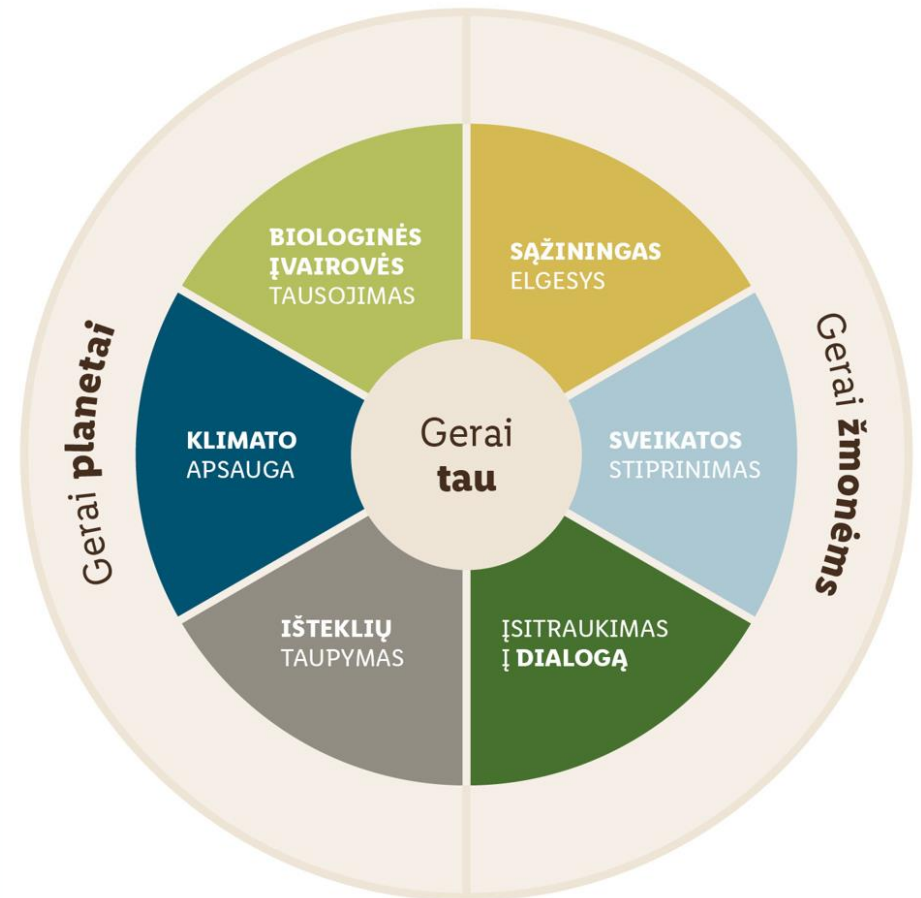 BIOLOGINĖS
ĮVAIROVĖS
TAUSOJIMAS
SĄŽININGAS
ELGESYS
Gerai planetai
KLIMATO
APSAUGA
Gerai
tau
SVEIKATOS
STIPRINIMAS
Gerai žmonėms
IŠTEKLIŲ
TAUPYMAS
ĮSITRAUKIMAS
Į DIALOGĄ